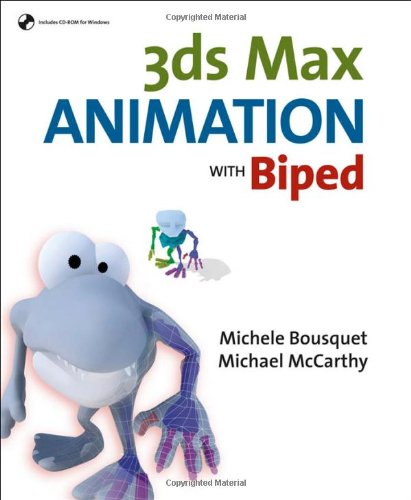 Copyrighted Material
Includes CD-ROM for Windows
3ds Max
ANIMATION
WITH Biped
Michele Bousquet
Michael McCarthy
Copyrighted Material